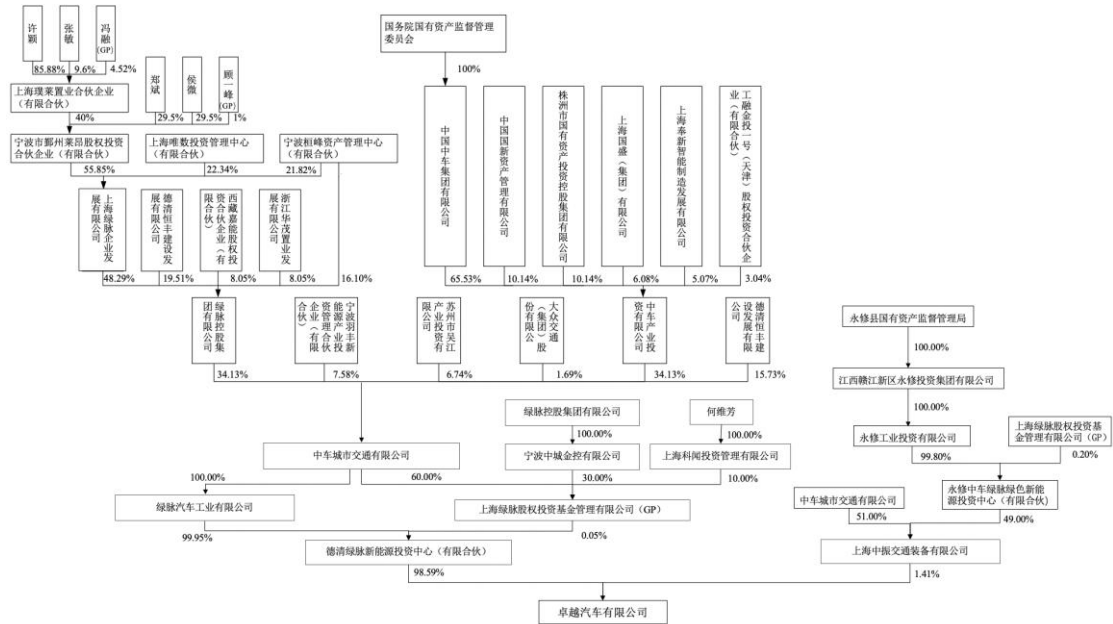 许颖
张敏
冯融(GP)
国务院国有资产监督管理
委员会
85.88%
9.6%
4.52%
100%
郑斌
侯微
顾一峰(GP)
上海璞莱置业合伙企业
（有限合伙）
40%
29.5%
29.5%
1%
宁波市鄞州莱昂股权投资
合伙企业（有限合伙）
上海唯数投资管理中心
（有限合伙）
宁波桓峰资产管理中心
（有限合伙）
55.85%
22.34%
21.82%
中国中车集团有限公司
中国国新资产管理有限公司
株洲市国有资产投资控股集团有限公司
上海国盛（集团）有限公司
上海奉新智能制造发展有限公司
工融金投一号（天津）股权投资合伙企
业（有限合伙）
上海绿脉企业发
展有限公司
德清恒丰建设发
展有限公司
西藏嘉能股权投
资合伙企业（有
限合伙）
浙江华茂置业发
展有限公司
48.29%
19.51%
8.05%
8.05%
16.10%
65.53%
10.14%
10.14%
6.08%
5.07%
3.04%
绿脉控股集
团有限公司
宁波羽丰新
能源产业投
资管理合伙
企业（有限
合伙）
苏州市吴江
产业投资有
限公司
大众交通
（集团）股
份有限公
中车产业投
资有限公司
德清恒丰建
设发展有限
公司
永修县国有资产监督管理局
34.13%
7.58%
6.74%
1.69%
34.13%
15.73%
100.00%
江西赣江新区永修投资集团有限公司
100.00%
绿脉控股集团有限公司
何维芳
100.00%
100.00%
永修工业投资有限公司
上海绿脉股权投资基
金管理有限公司（GP）
中车城市交通有限公司
宁波中城金控有限公司
上海科闻投资管理有限公司
99.80%
0.20%
100.00%
60.00%
30.00%
10.00%
中车城市交通有限公司
永修中车绿脉绿色新能
源投资中心（有限合伙）
绿脉汽车工业有限公司
上海绿脉股权投资基金管理有限公司（GP）
51.00%
49.00%
99.95%
0.05%
德清绿脉新能源投资中心（有限合伙）
上海中振交通装备有限公司
98.59%
1.41%
卓越汽车有限公司